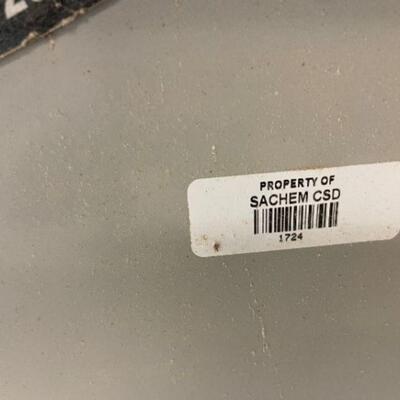 PROPERTY OF
SACHEM CSD
1724